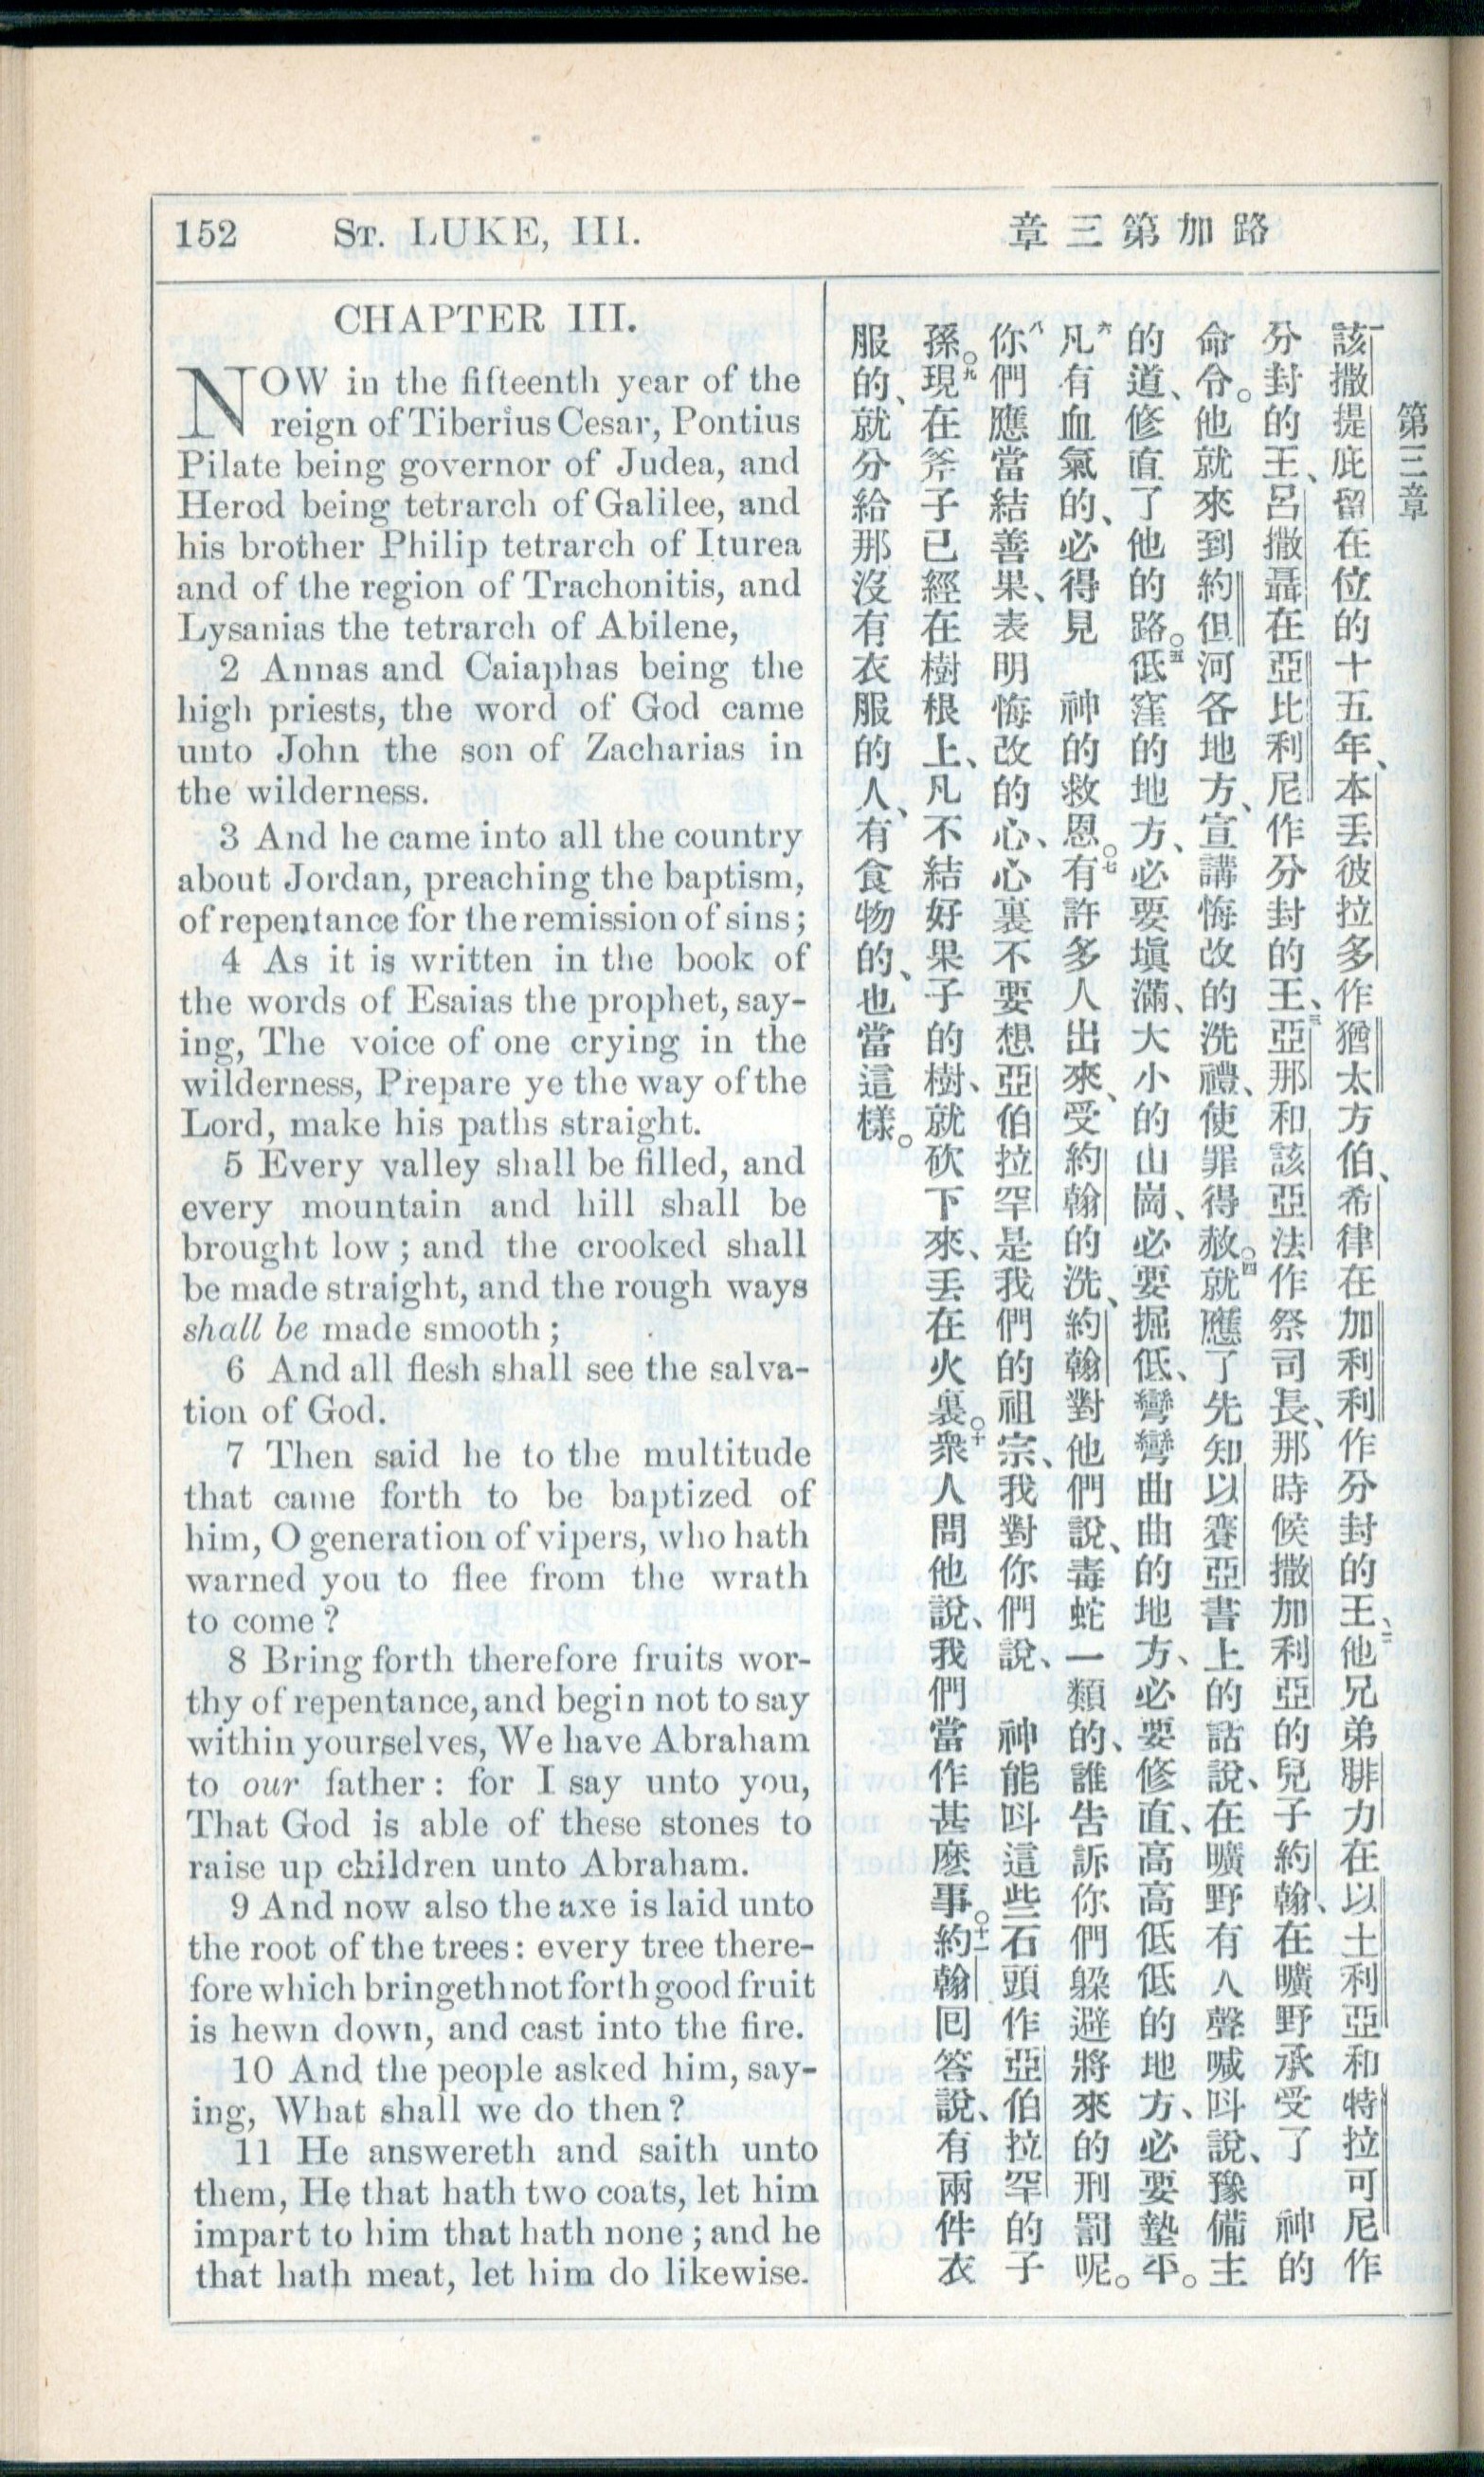 152 ST. LUKE, III. 章三第加路
CHAPTER III.
NOW in the fifteenth year of the
reign of Tiberius Cesar, Pontius
Pilate being governor of Judea, and
Herod being tetrarch of Galilee, and
his brother Philip tetrarch of Iturea
and of the region of Trachonitis, and
Lysanias the tetrarch of Abilene,
2 Annas and Caiaphas being the
high priests, the word of God came
unto John the son of Zacharias in
the wilderness.
3 And he came into all the country
about Jordan, preaching the baptism,
of repentance for the remission of sins;
4 As it is written in the book of
the words of Esaias the prophet, say-
ing, The voice of one crying in the
wilderness, Prepare ye the way of the
Lord, make his paths straight.
5 Every valley shall be filled, and
every mountain and hill shall be
brought low; and the crooked shall
be made straight, and the rough ways
shall be made smooth;
6 And all flesh shall see the salva-
tion of God.
7 Then said he to the multitude
that came forth to be baptized of
him, O generation of vipers, who hath
warned you to flee from the wrath
to come?
8 Bring forth therefore fruits wor-
thy of repentance, and begin not to say
within yourselves, We have Abraham
to our father: for I say unto you,
That God is able of these stones to
raise up children unto Abraham.
9 And now also the axe is laid unto
the root of the trees: every tree there-
fore which bringeth not forth good fruit
is hewn down, and cast into the fire.
10 And the people asked him, say-
ing, What shall we do then?
11 He answereth and saith unto
them, He that hath two coats, let him
impart to him that hath none; and he
that hath meat, let him do likewise.
第三章
一該撒提庇留在位的十五年、本丟彼拉多作猶太方伯、希律在加利利作分封的王、二他兄弟腓力在以土利亞和特拉可尼作
分封的王、呂撒聶在亞比利尼作分封的王、三亞那和該亞法作祭司長、那時候撒加利亞的兒子約翰、在曠野承受了 神的
命令。他就來到約但河各地方、宣講悔改的洗禮、使罪得赦。四就應了先知以賽亞書上的話說、在曠野有人聲喊呌說、豫備主
的道、修直了他的路。五低窪的地方、必要塡滿、大小的山崗、必要掘低、彎彎曲曲的地方、必要修直、高高低低的地方、必要墊平。
六凡有血氣的、必得見 神的救恩。七有許多人出來、受約翰的洗、約翰對他們說、毒蛇一類的、誰告訴你們躱避將來的刑罰呢。
八你們應當結善果、表明悔改的心、心裏不要想亞伯拉罕是我們的祖宗、我對你們說、 神能呌這些石頭作亞伯拉罕的子
孫。九現在斧子已經在樹根上、凡不結好果子的樹、就砍下來、丟在火裏。十衆人問他說、我們當作甚麽事。十一約翰回答說、有兩件衣
服的、就分給那沒有衣服的人、有食物的、也當這樣。